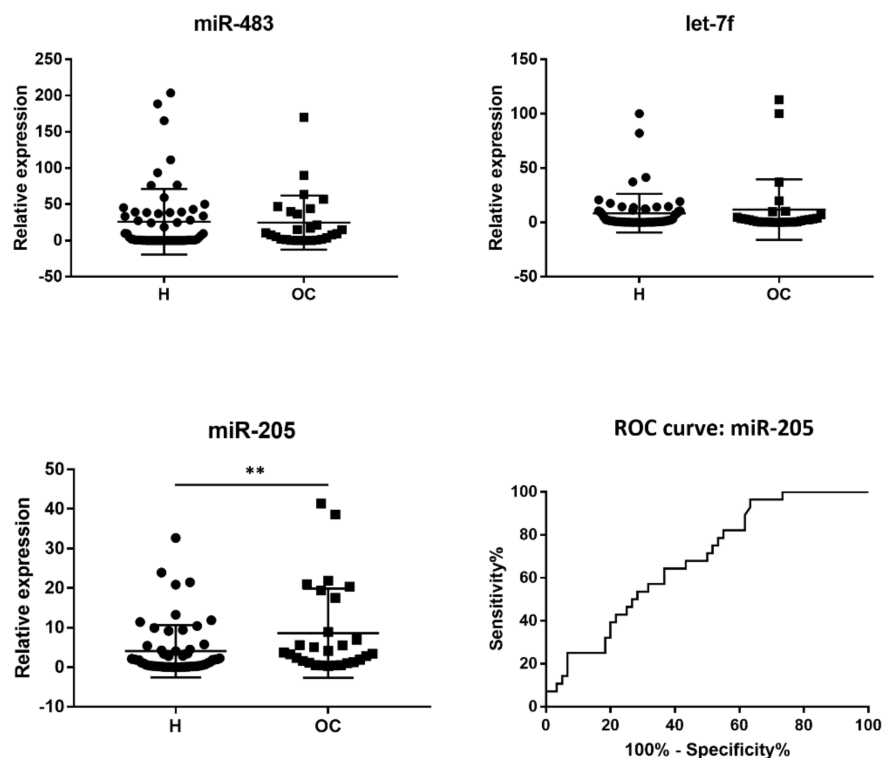 miR-483
Relative expression
250
200
150
100
50
0
-50
H OC
let-7f
Relative expression
150
100
50
0
-50
H OC
miR-205
**
Relative expression
50
40
30
20
10
0
-10
H OC
ROC curve: miR-205
Sensitivity%
100
80
60
40
20
0
0 20 40 60 80 100
100% - Specificity%